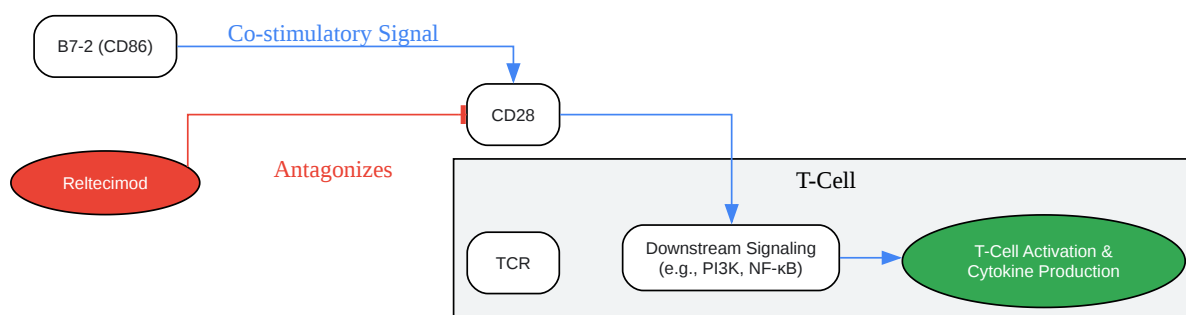 B7-2 (CD86)
Co-stimulatory Signal
CD28
Reltecimod
Antagonizes
T-Cell
TCR
Downstream Signaling
(e.g., PI3K, NF-κB)
T-Cell Activation &
Cytokine Production